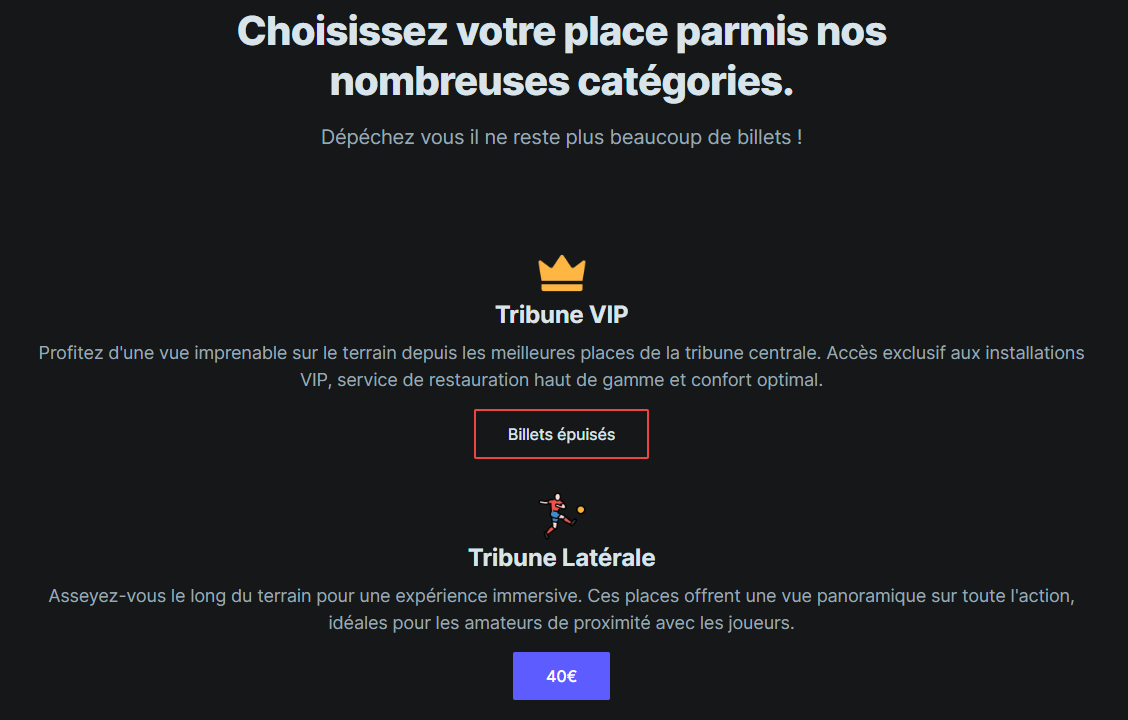 Choisissez votre place parmis nos
nombreuses catégories.
Dépéchez vous il ne reste plus beaucoup de billets !
Tribune VIP
Profitez d'une vue imprenable sur le terrain depuis les meilleures places de la tribune centrale. Accès exclusif aux installations
VIP, service de restauration haut de gamme et confort optimal.
Billets épuisés
Tribune Latérale
Asseyez-vous le long du terrain pour une expérience immersive. Ces places offrent une vue panoramique sur toute l'action,
idéales pour les amateurs de proximité avec les joueurs.
40€